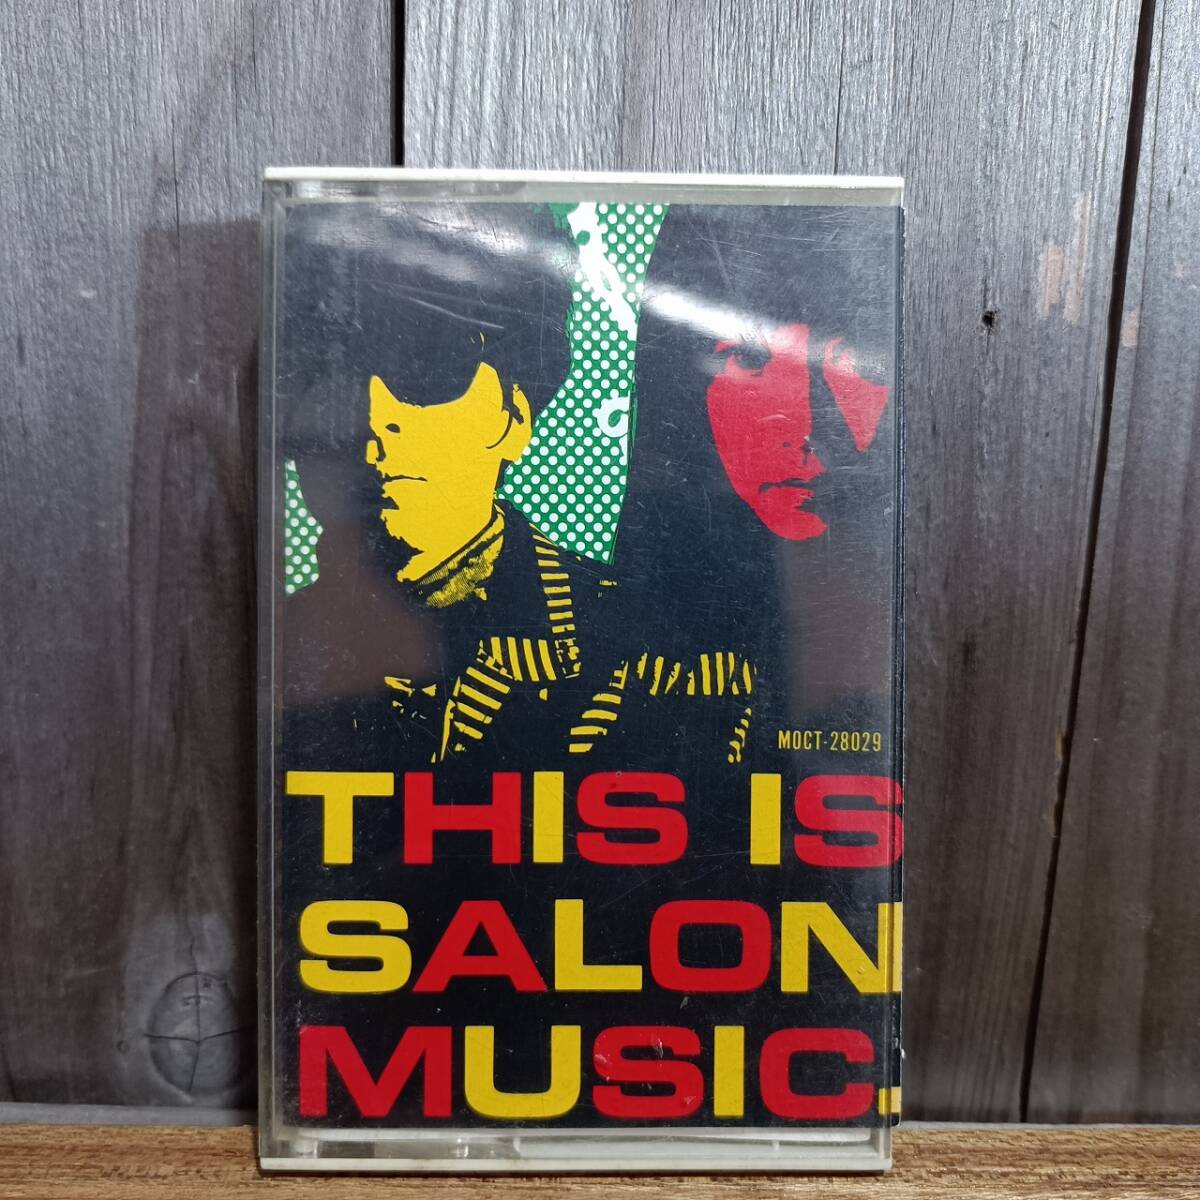 MOCT-28029
THIS IS
SALON
MUSIC.